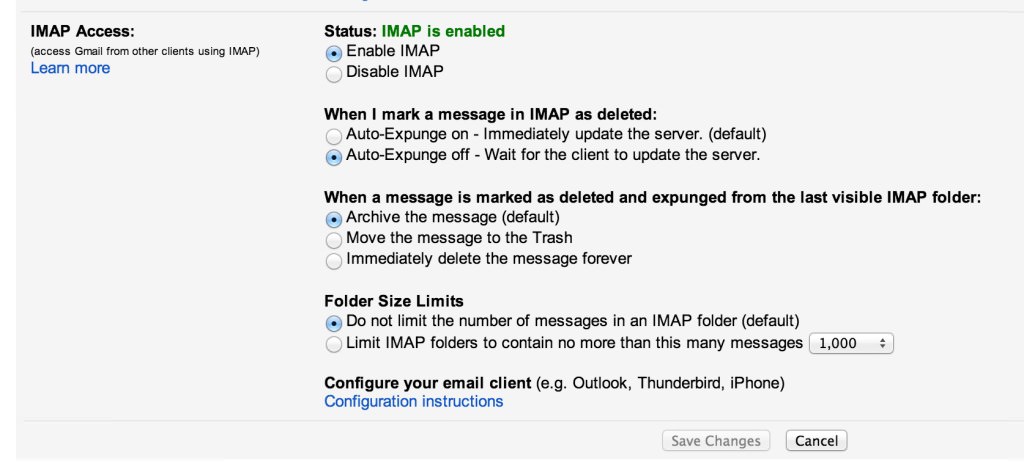 IMAP Access:
(access Gmail from other clients using IMAP)
Learn more
Status: IMAP is enabled
Enable IMAP
Disable IMAP
When I mark a message in IMAP as deleted:
Auto-Expunge on - Immediately update the server. (default)
Auto-Expunge off - Wait for the client to update the server.
When a message is marked as deleted and expunged from the last visible IMAP folder:
Archive the message (default)
Move the message to the Trash
Immediately delete the message forever
Folder Size Limits
Do not limit the number of messages in an IMAP folder (default)
Limit IMAP folders to contain no more than this many messages 1,000
Configure your email client (e.g. Outlook, Thunderbird, iPhone)
Configuration instructions
Save Changes Cancel